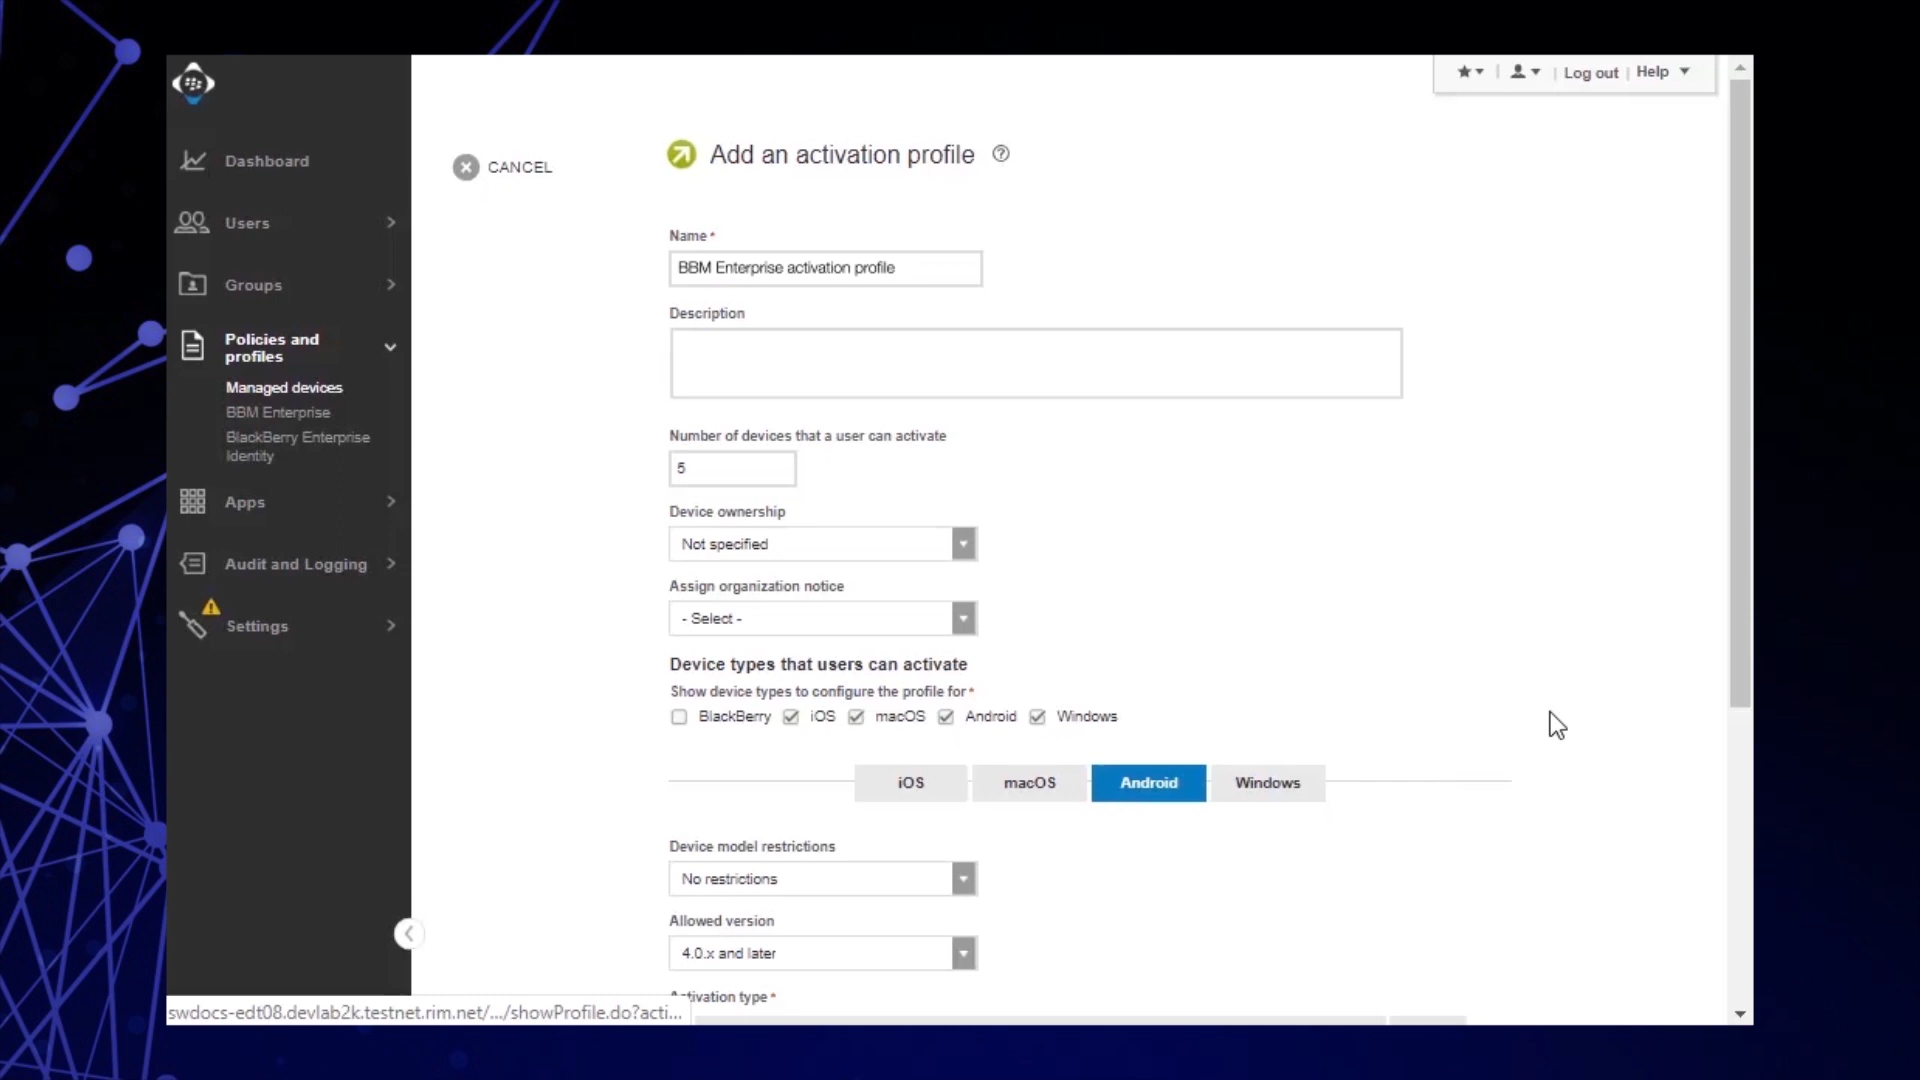 Log out
Help
Dashboard
Users
Groups
Policies and
profiles
Managed devices
BBM Enterprise
BlackBerry Enterprise
Identity
Apps
Audit and Logging
Settings
CANCEL
Add an activation profile
Name *
BBM Enterprise activation profile
Description
Number of devices that a user can activate
5
Device ownership
Not specified
Assign organization notice
- Select -
Device types that users can activate
Show device types to configure the profile for *
BlackBerry iOS macOS Android Windows
iOS macOS Android Windows
Device model restrictions
No restrictions
Allowed version
4.0.x and later
Activation type *
swdocs-edt08.devlab2k.testnet.rim.net/.../showProfile.do?acti...